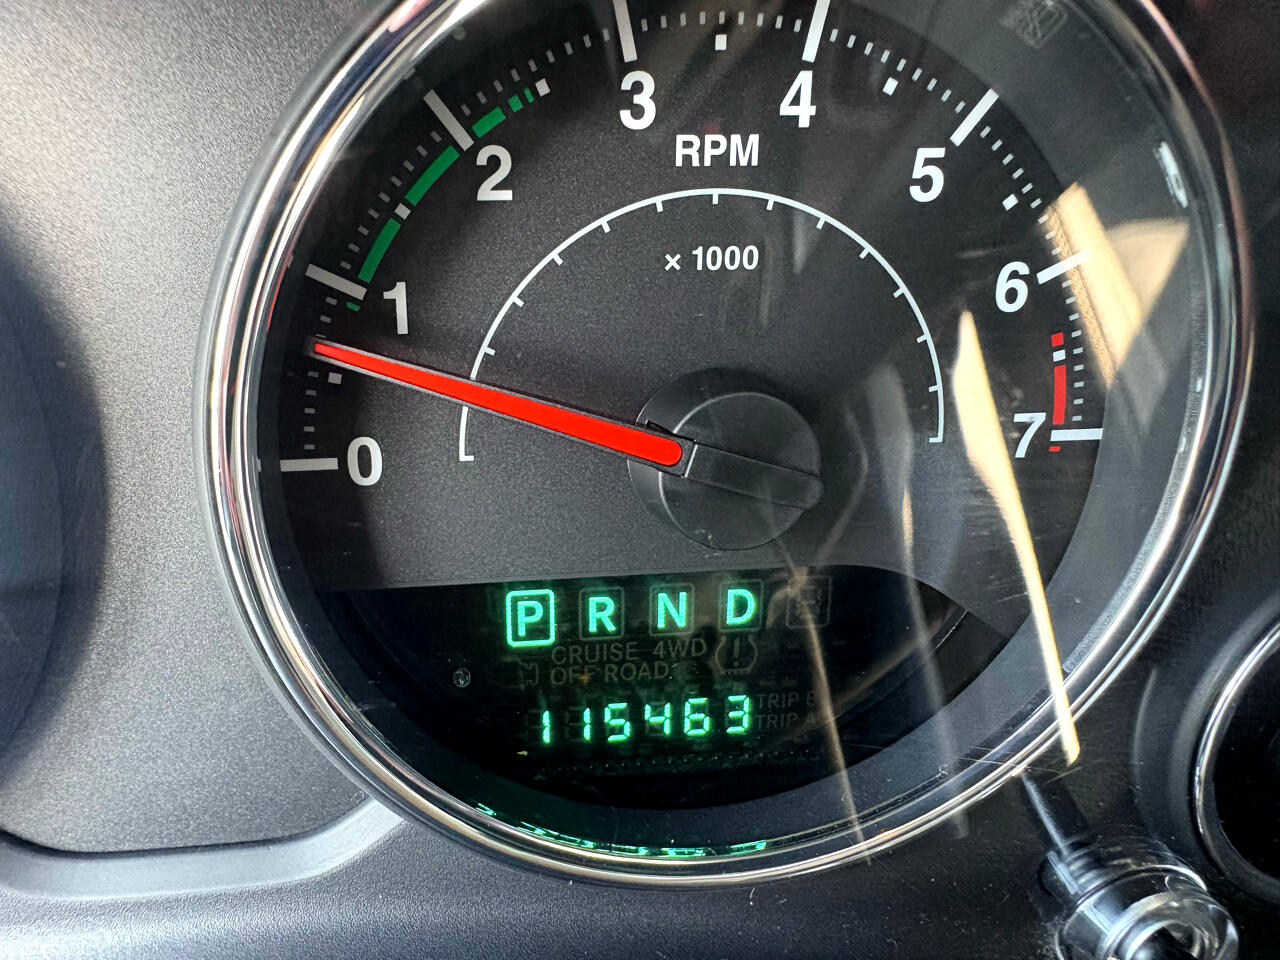 3 4
2 5
RPM
× 1000
1 6
0 7
P R N D
CRUISE 4WD
OFF ROAD
TRIP B
115463 TRIP A